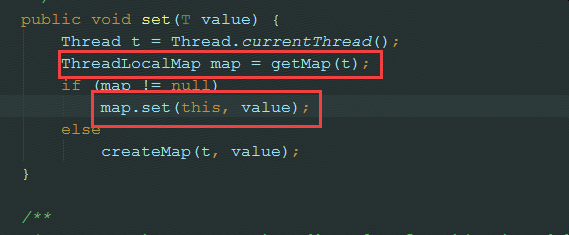 public void set(T value) {
Thread t = Thread.currentThread();
ThreadLocalMap map = getMap(t);
if (map != null)
map.set(this, value);
else
createMap(t, value);
}
/**